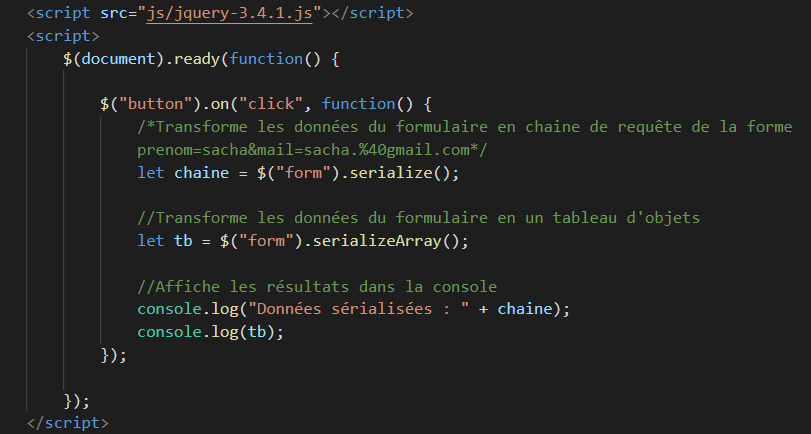 <script src="js/jquery-3.4.1.js"></script>
<script>
$(document).ready(function() {
$("button").on("click", function() {
/*Transforme les données du formulaire en chaine de requête de la forme
prenom=sacha&mail=sacha.%40gmail.com*/
let chaine = $("form").serialize();
//Transforme les données du formulaire en un tableau d'objets
let tb = $("form").serializeArray();
//Affiche les résultats dans la console
console.log("Données sérialisées : " + chaine);
console.log(tb);
});
});
</script>